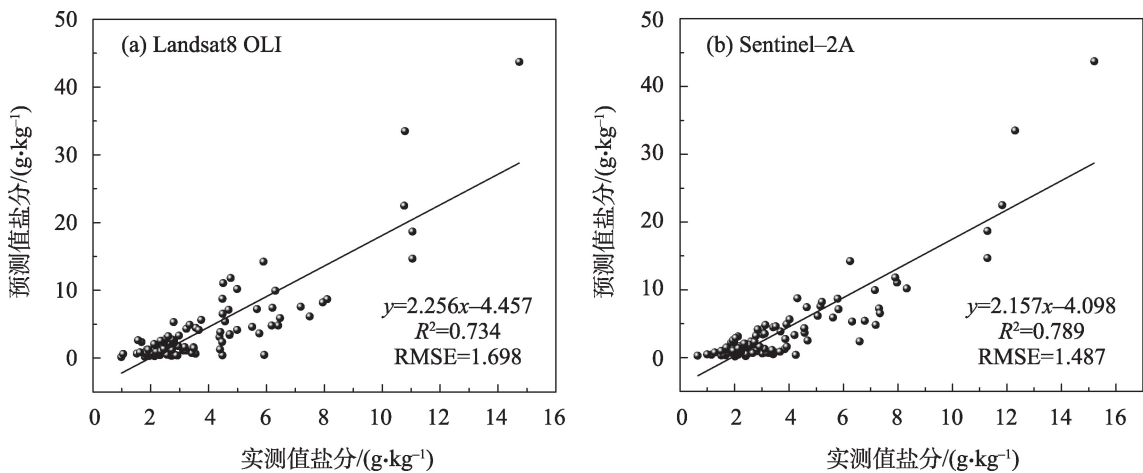 (a) Landsat8 OLI
预测值盐分/(g·kg⁻¹)
50
40
30
20
10
0
y=2.256x–4.457
R²=0.734
RMSE=1.698
0 2 4 6 8 10 12 14 16
实测值盐分/(g·kg⁻¹)
(b) Sentinel–2A
预测值盐分/(g·kg⁻¹)
50
40
30
20
10
0
y=2.157x–4.098
R²=0.789
RMSE=1.487
0 2 4 6 8 10 12 14 16
实测值盐分/(g·kg⁻¹)